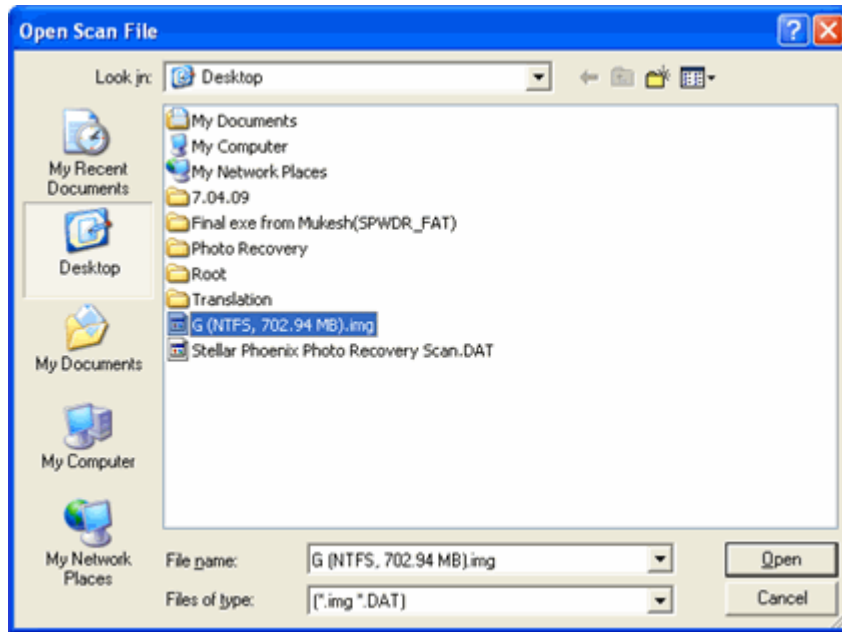 Open Scan File
Look in:
Desktop
My Recent
Documents
Desktop
My Documents
My Computer
My Network
Places
My Documents
My Computer
My Network Places
7.04.09
Final exe from Mukesh(SPWDR_FAT)
Photo Recovery
Root
Translation
G (NTFS, 702.94 MB).img
Stellar Phoenix Photo Recovery Scan.DAT
File name:
G (NTFS, 702.94 MB).img
Open
Files of type:
(*.img *.DAT)
Cancel